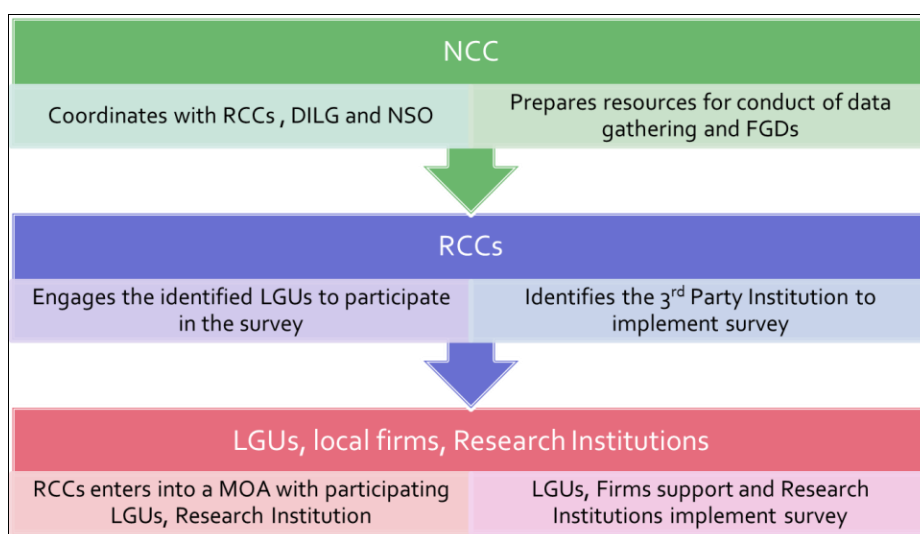 NCC
Coordinates with RCCs , DILG and NSO
Prepares resources for conduct of data
gathering and FGDs
RCCs
Engages the identified LGUs to participate
in the survey
Identifies the 3rd Party Institution to
implement survey
LGUs, local firms, Research Institutions
RCCs enters into a MOA with participating
LGUs, Research Institution
LGUs, Firms support and Research
Institutions implement survey